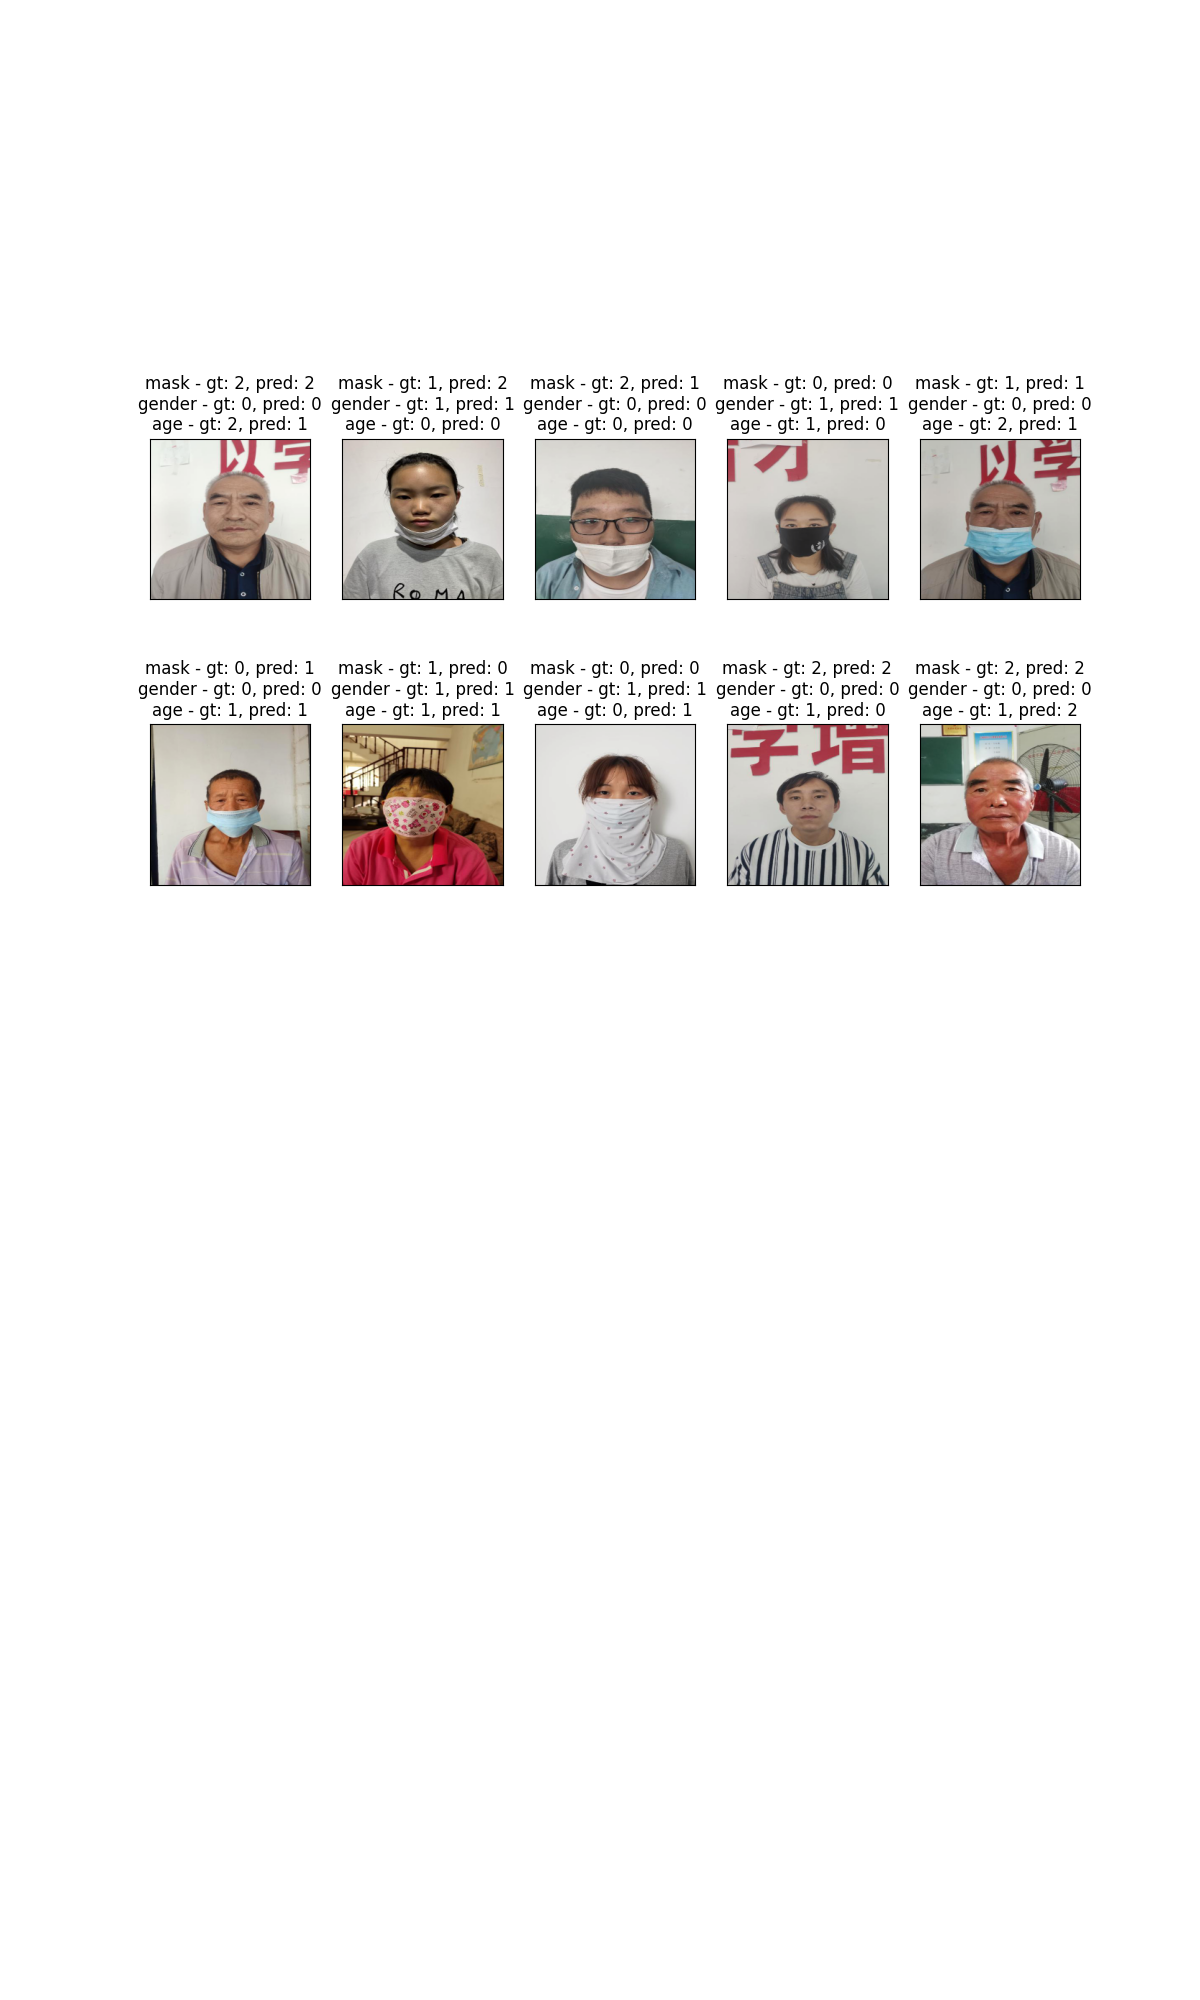 mask - gt: 2, pred: 2
gender - gt: 0, pred: 0
age - gt: 2, pred: 1
mask - gt: 1, pred: 2
gender - gt: 1, pred: 1
age - gt: 0, pred: 0
mask - gt: 2, pred: 1
gender - gt: 0, pred: 0
age - gt: 0, pred: 0
mask - gt: 0, pred: 0
gender - gt: 1, pred: 1
age - gt: 1, pred: 0
mask - gt: 1, pred: 1
gender - gt: 0, pred: 0
age - gt: 2, pred: 1
以学
ROMA
才
以学
mask - gt: 0, pred: 1
gender - gt: 0, pred: 0
age - gt: 1, pred: 1
mask - gt: 1, pred: 0
gender - gt: 1, pred: 1
age - gt: 1, pred: 1
mask - gt: 0, pred: 0
gender - gt: 1, pred: 1
age - gt: 0, pred: 1
mask - gt: 2, pred: 2
gender - gt: 0, pred: 0
age - gt: 1, pred: 0
mask - gt: 2, pred: 2
gender - gt: 0, pred: 0
age - gt: 1, pred: 2
学增